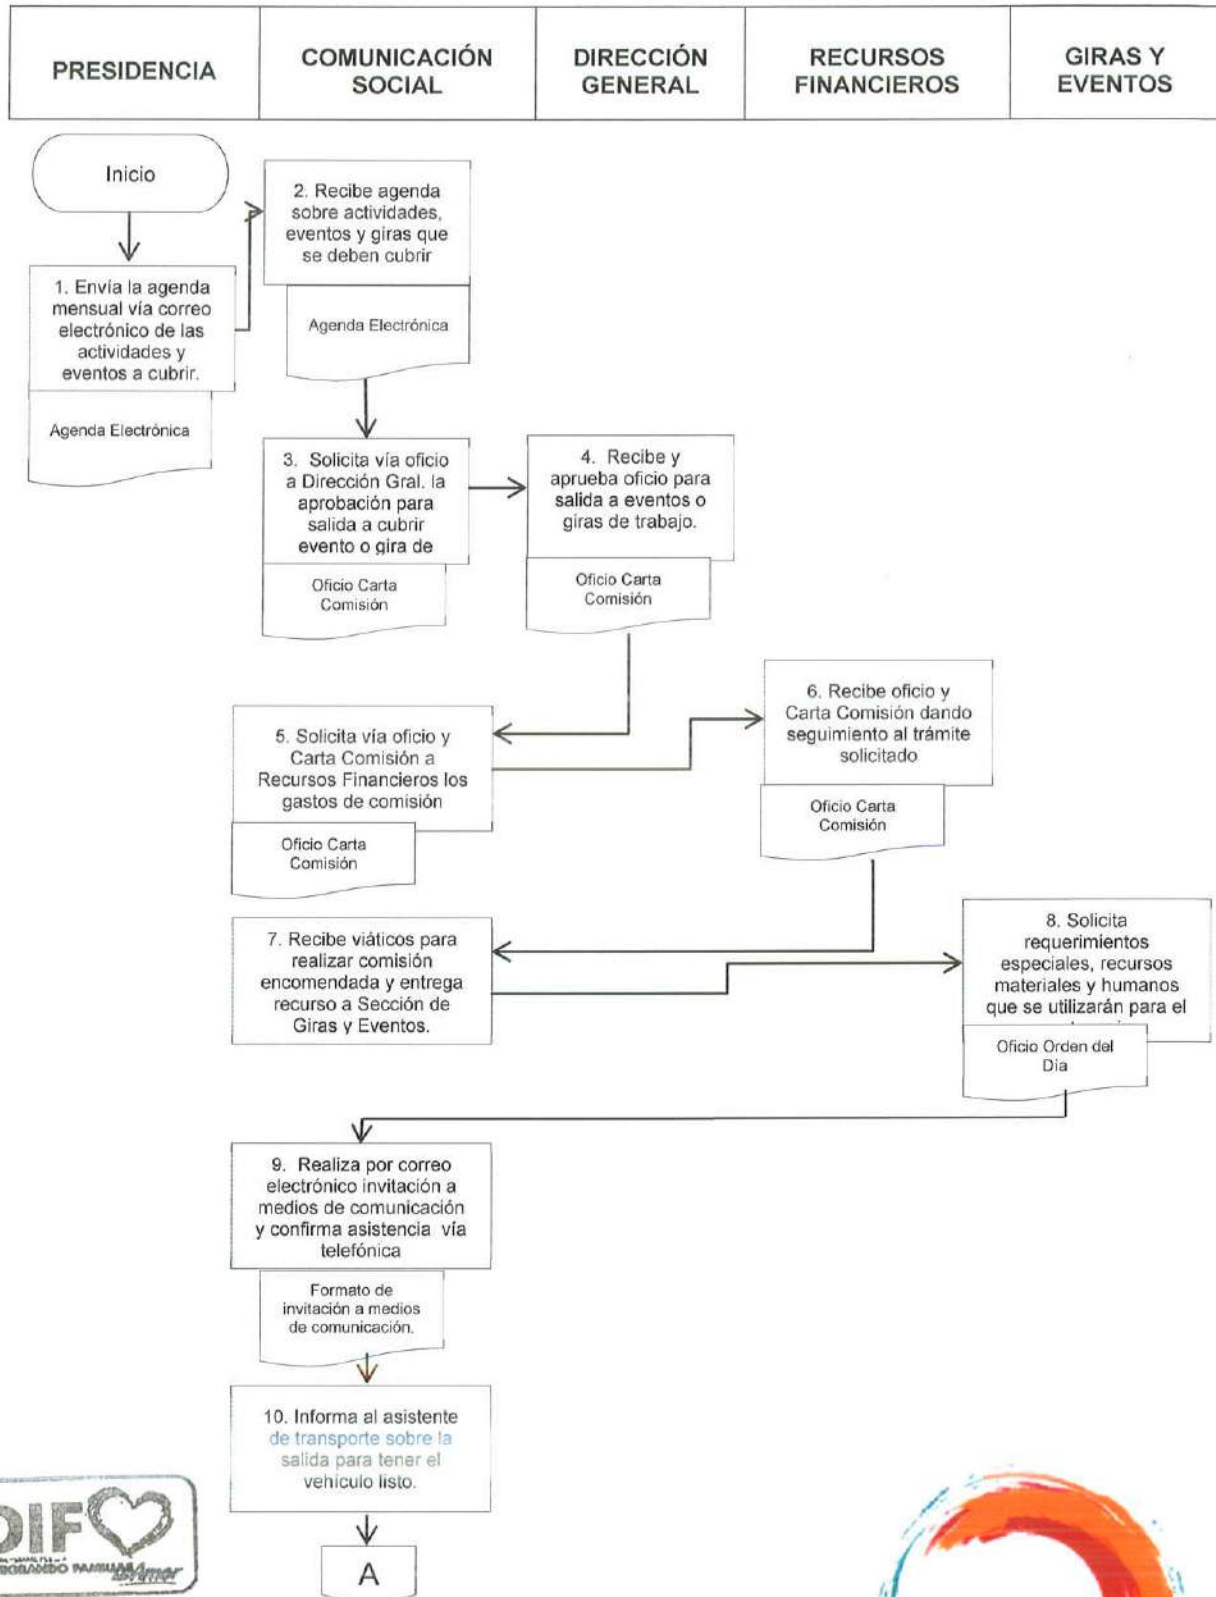 PRESIDENCIA
COMUNICACIÓN
SOCIAL
DIRECCIÓN
GENERAL
RECURSOS
FINANCIEROS
GIRAS Y
EVENTOS
Inicio
1. Envía la agenda
mensual vía correo
electrónico de las
actividades y
eventos a cubrir.
Agenda Electrónica
2. Recibe agenda
sobre actividades,
eventos y giras que
se deben cubrir
Agenda Electrónica
3. Solicita vía oficio
a Dirección Gral. la
aprobación para
salida a cubrir
evento o gira de
Oficio Carta
Comisión
4. Recibe y
aprueba oficio para
salida a eventos o
giras de trabajo.
Oficio Carta
Comisión
5. Solicita vía oficio y
Carta Comisión a
Recursos Financieros los
gastos de comisión
Oficio Carta
Comisión
6. Recibe oficio y
Carta Comisión dando
seguimiento al trámite
solicitado
Oficio Carta
Comisión
7. Recibe viáticos para
realizar comisión
encomendada y entrega
recurso a Sección de
Giras y Eventos.
8. Solicita
requerimientos
especiales, recursos
materiales y humanos
que se utilizarán para el
Oficio Orden del
Día
9. Realiza por correo
electrónico invitación a
medios de comunicación
y confirma asistencia vía
telefónica
Formato de
invitación a medios
de comunicación.
10. Informa al asistente
de transporte sobre la
salida para tener el
vehículo listo.
A
DIF